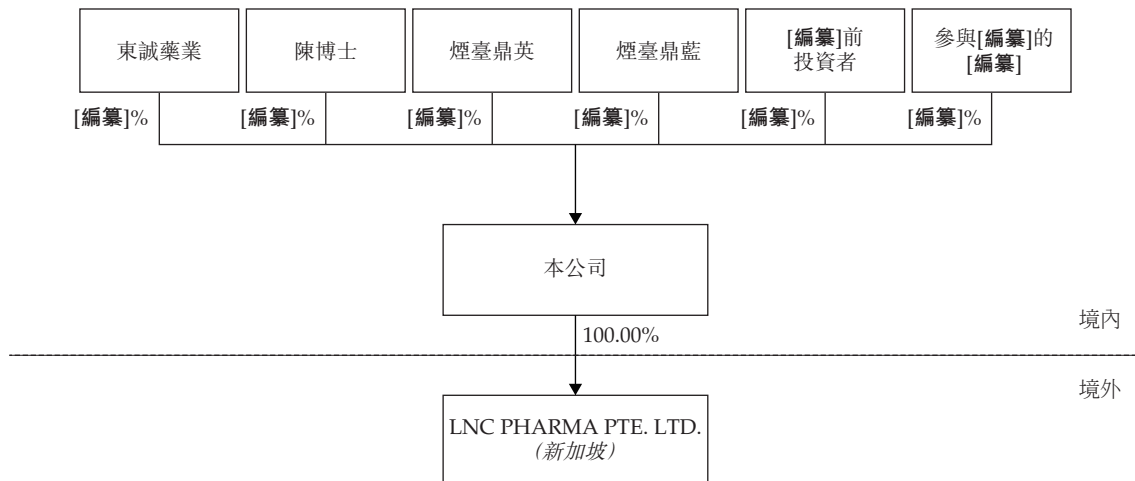 東誠藥業
陳博士
煙臺鼎英
煙臺鼎藍
[編纂]前
投資者
參與[編纂]的
[編纂]
[編纂]%
[編纂]%
[編纂]%
[編纂]%
[編纂]%
[編纂]%
本公司
100.00%
境內
境外
LNC PHARMA PTE. LTD.
(新加坡)